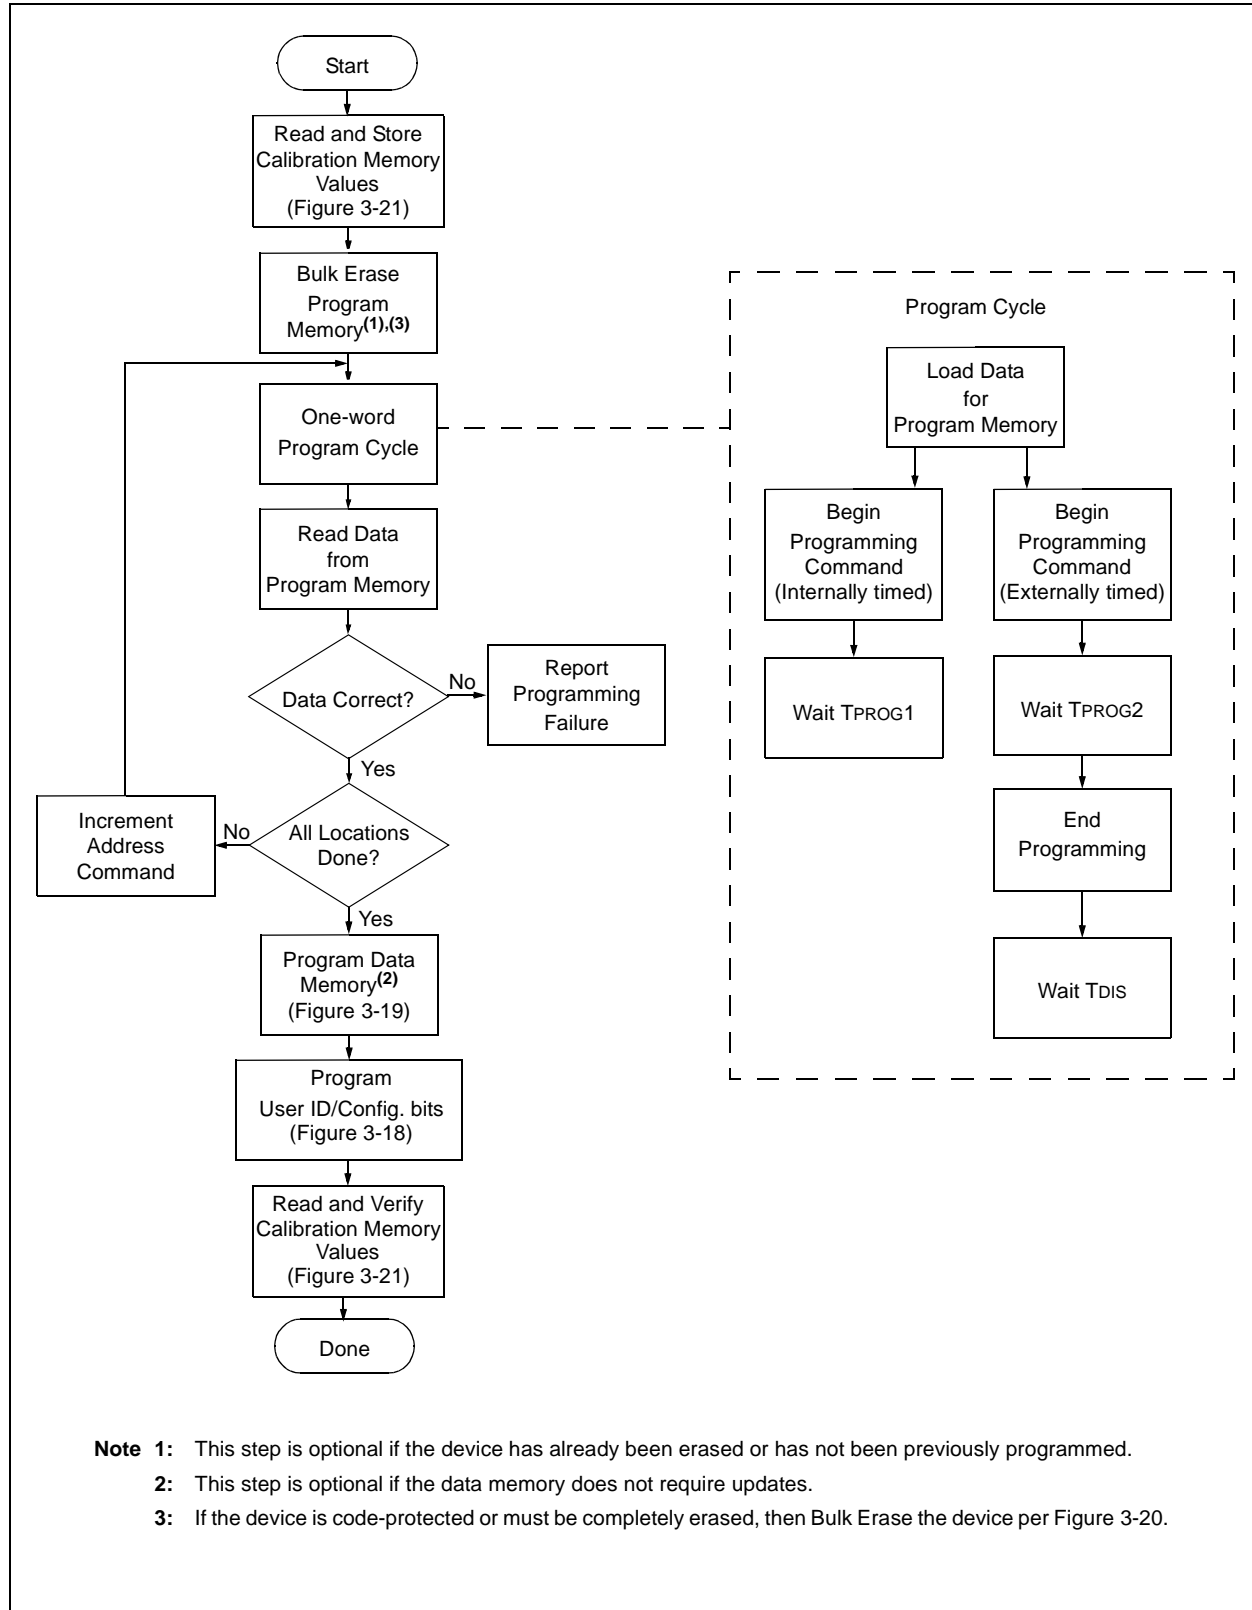 Start
Read and Store
Calibration Memory
Values
(Figure 3-21)
Bulk Erase
Program
Memory(1),(3)
One-word
Program Cycle
Read Data
from
Program Memory
Data Correct?
No
Report
Programming
Failure
Yes
All Locations
Done?
No
Increment
Address
Command
Yes
Program Data
Memory(2)
(Figure 3-19)
Program
User ID/Config. bits
(Figure 3-18)
Read and Verify
Calibration Memory
Values
(Figure 3-21)
Done
Program Cycle
Load Data
for
Program Memory
Begin
Programming
Command
(Internally timed)
Wait TPROG1
Begin
Programming
Command
(Externally timed)
Wait TPROG2
End
Programming
Wait TDIS
Note 1: This step is optional if the device has already been erased or has not been previously programmed.
2: This step is optional if the data memory does not require updates.
3: If the device is code-protected or must be completely erased, then Bulk Erase the device per Figure 3-20.